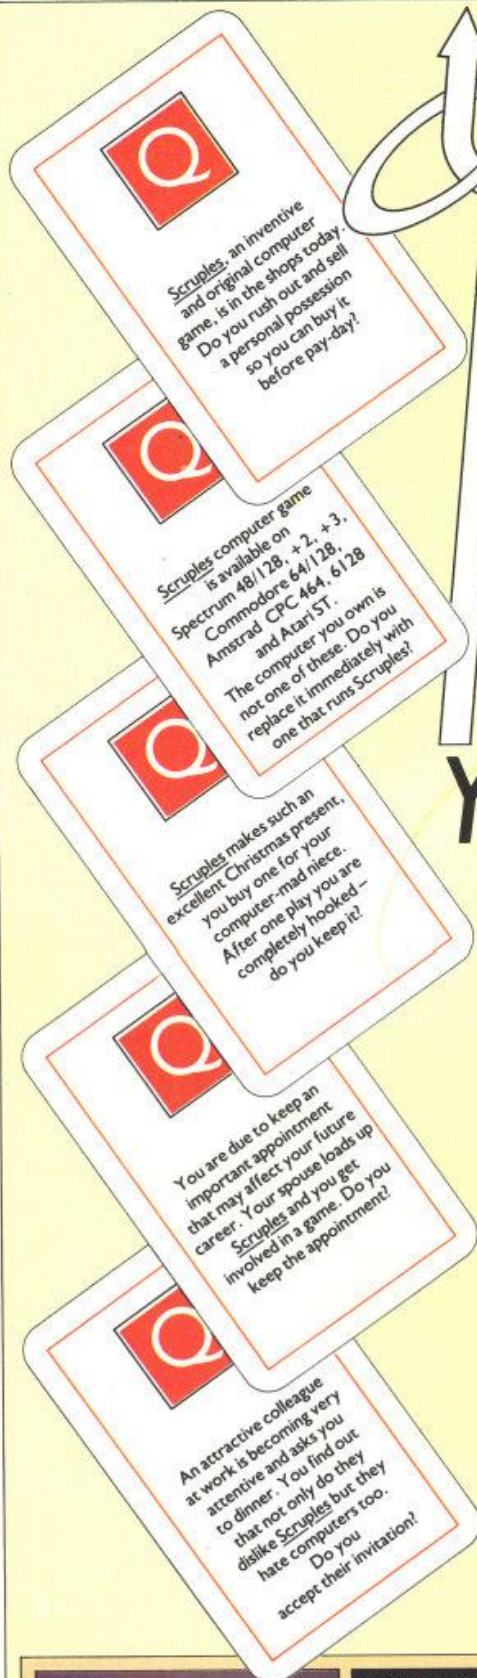 Q
Scruples, an inventive
and original computer
game, is in the shops today.
Do you rush out and sell
a personal possession
so you can buy it
before pay-day?
Q
Scruples computer game
is available on
Spectrum 48/128, +2, +3,
Commodore 64/128,
Amstrad CPC 464, 6128
and Atari ST.
The computer you own is
not one of these. Do you
replace it immediately with
one that runs Scruples?
Q
Scruples makes such an
excellent Christmas present,
you buy one for your
computer-mad niece.
After one play you are
completely hooked –
do you keep it?
Q
You are due to keep an
important appointment
that may affect your future
career. Your spouse loads up
Scruples and you get
involved in a game. Do you
keep the appointment?
Q
An attractive colleague
at work is becoming very
attentive and asks you
to dinner. You find out
that not only do they
dislike Scruples but they
hate computers too.
Do you
accept their invitation?
Y